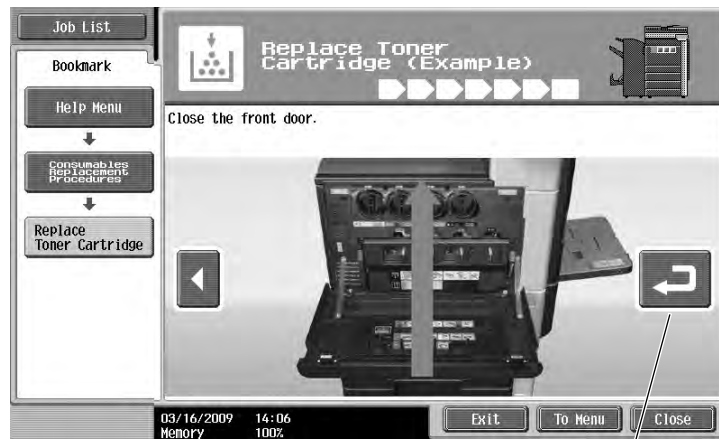 Job List
Bookmark
Help Menu
Consumables
Replacement
Procedures
Replace
Toner Cartridge
Replace Toner
Cartridge (Example)
Close the front door.
03/16/2009 14:06
Memory 100%
Exit
To Menu
Close